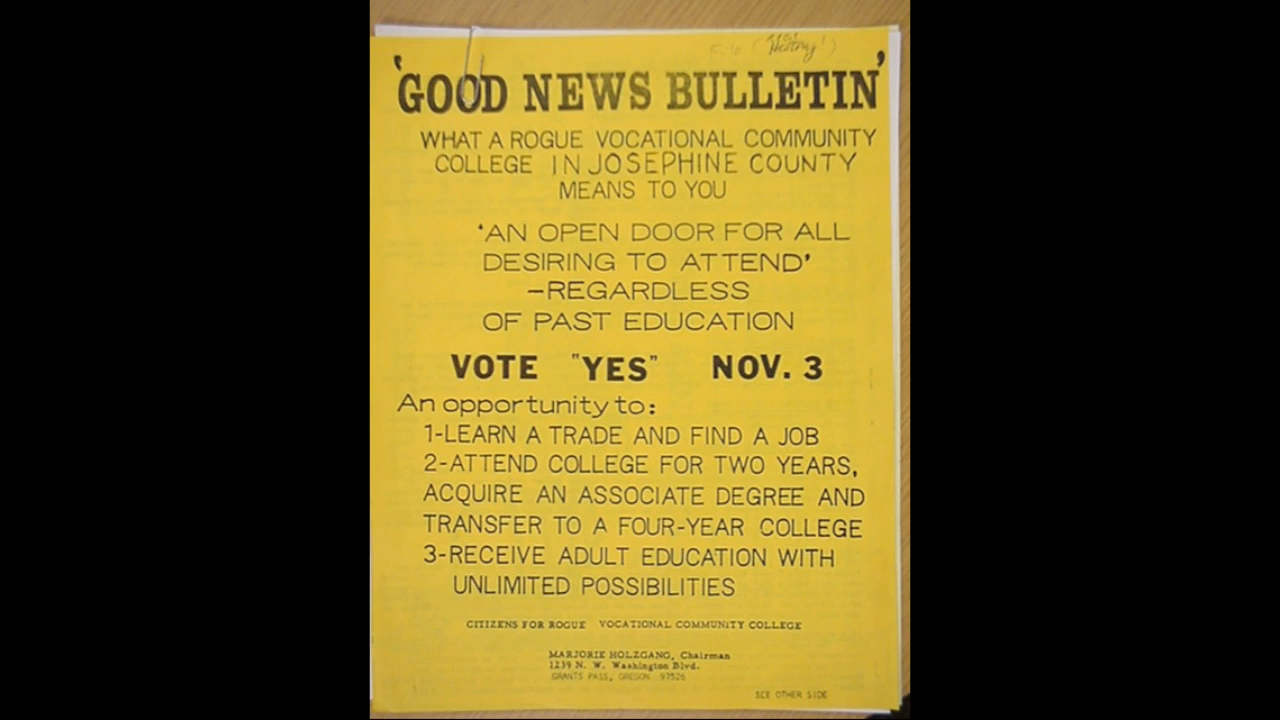 (Hostry!)
'GOOD NEWS BULLETIN'
WHAT A ROGUE VOCATIONAL COMMUNITY
COLLEGE IN JOSEPHINE COUNTY
MEANS TO YOU
'AN OPEN DOOR FOR ALL
DESIRING TO ATTEND'
-REGARDLESS
OF PAST EDUCATION
VOTE "YES" NOV. 3
An opportunity to:
1-LEARN A TRADE AND FIND A JOB
2-ATTEND COLLEGE FOR TWO YEARS,
ACQUIRE AN ASSOCIATE DEGREE AND
TRANSFER TO A FOUR-YEAR COLLEGE
3-RECEIVE ADULT EDUCATION WITH
UNLIMITED POSSIBILITIES
CITIZENS FOR ROGUE VOCATIONAL COMMUNITY COLLEGE
MARJORIE HOLZGANG, Chairman
1239 N. W. Washington Blvd.
GRANTS PASS, OREGON 97526
SEE OTHER SIDE